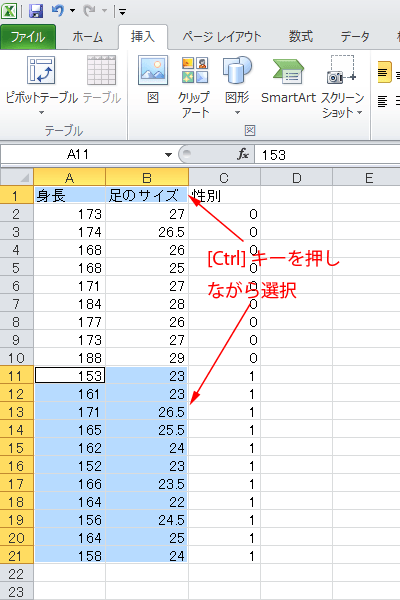 ファイル ホーム 挿入 ページ レイアウト 数式 データ
ピボットテーブル テーブル 図 クリップ アート 図形 SmartArt スクリーン ショット
テーブル 図
A11 fx 153
A B C D E
1 身長 足のサイズ 性別
2 173 27 0
3 174 26.5 0
4 168 26 0
5 168 25 0
6 171 27 0
7 184 28 0
8 177 26 0
9 173 27 0
10 188 29 0
11 153 23 1
12 161 23 1
13 171 26.5 1
14 165 25.5 1
15 162 24 1
16 152 23 1
17 166 23.5 1
18 164 22 1
19 156 24.5 1
20 164 25 1
21 158 24 1
22
23
[Ctrl] キーを押し
ながら選択